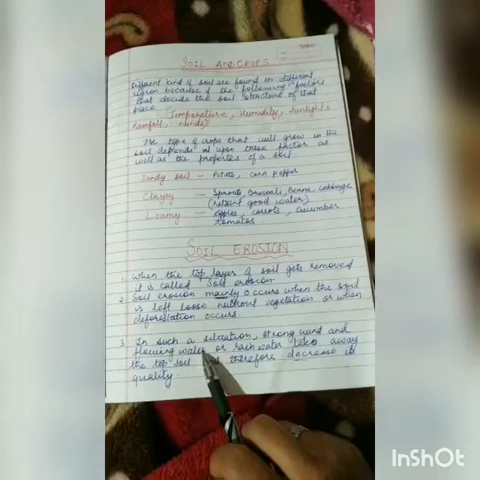 SOIL AND CROPS
Different kind of soil are found in different
region because of the following factors
that decide the soil structure of that
place
(Temperature, Humidity, Sunlight,
Rainfall, winds)
The type of crops that will grow in the
soil depends upon these factor as
well as the properties of a soil.
Sandy soil - Potato, corn pepper
Clayey - Sprouts, Broccoli, Beans, cabbage
(retain good water)
Loamy - apples, carrots, cucumber
tomatos.
SOIL EROSION
1. When the top layer of soil gets removed
it is called Soil erosion
2. Soil erosion mainly occurs when the soil
is left loose without vegetation or when
deforestation occurs.
3. In such a situation, strong wind and
flowing water or rain water takes away
the top soil therefore decrease its
quality
InShOt